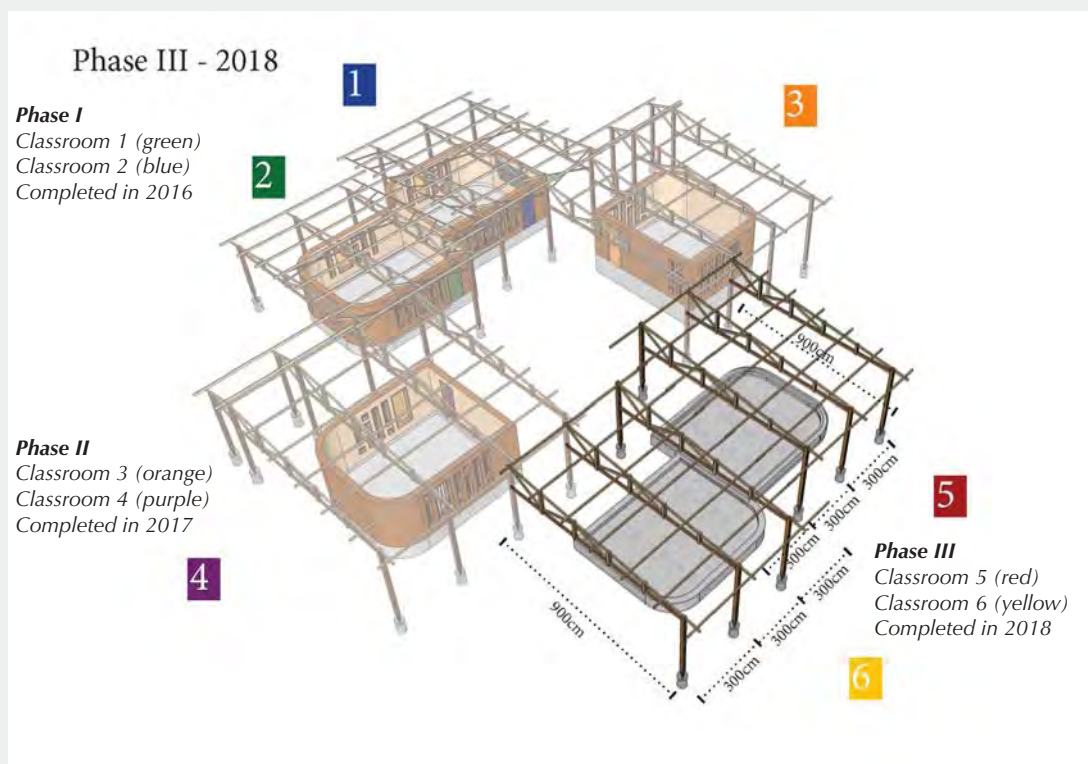 Phase III - 2018
1
Phase I
Classroom 1 (green)
Classroom 2 (blue)
Completed in 2016
2
3
Phase II
Classroom 3 (orange)
Classroom 4 (purple)
Completed in 2017
4
900cm
300cm
300cm
300cm
5
Phase III
Classroom 5 (red)
Classroom 6 (yellow)
Completed in 2018
900cm
300cm
300cm
300cm
6